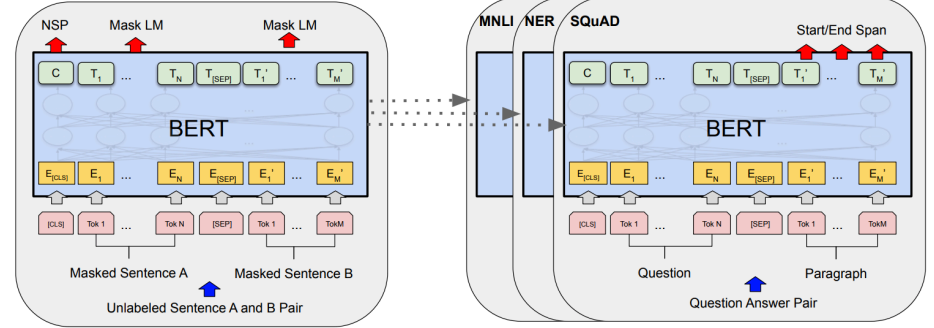 NSP Mask LM Mask LM
C T1 ... TN T[SEP] T1' ... TM'
BERT
E[CLS] E1 ... EN E[SEP] E1' ... EM'
[CLS] Tok 1 ... Tok N [SEP] Tok 1 ... TokM
Masked Sentence A Masked Sentence B
Unlabeled Sentence A and B Pair
MNLI NER SQuAD
Start/End Span
C T1 ... TN T[SEP] T1' ... TM'
BERT
E[CLS] E1 ... EN E[SEP] E1' ... EM'
[CLS] Tok 1 ... Tok N [SEP] Tok 1 ... TokM
Question Paragraph
Question Answer Pair